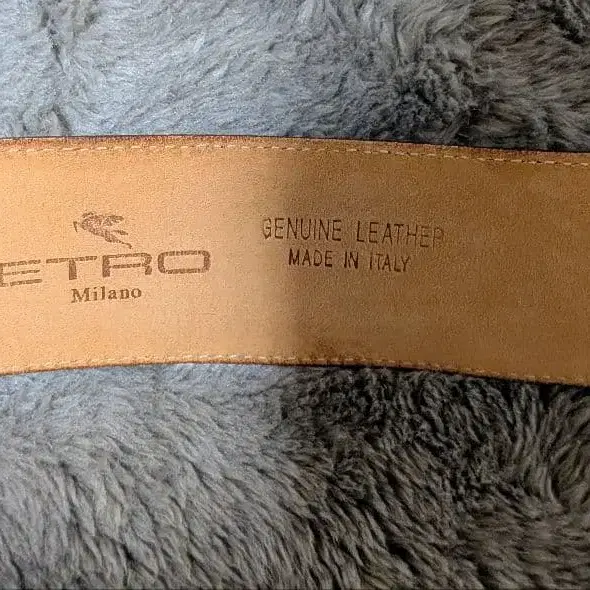 ETRO
Milano
GENUINE LEATHER
MADE IN ITALY